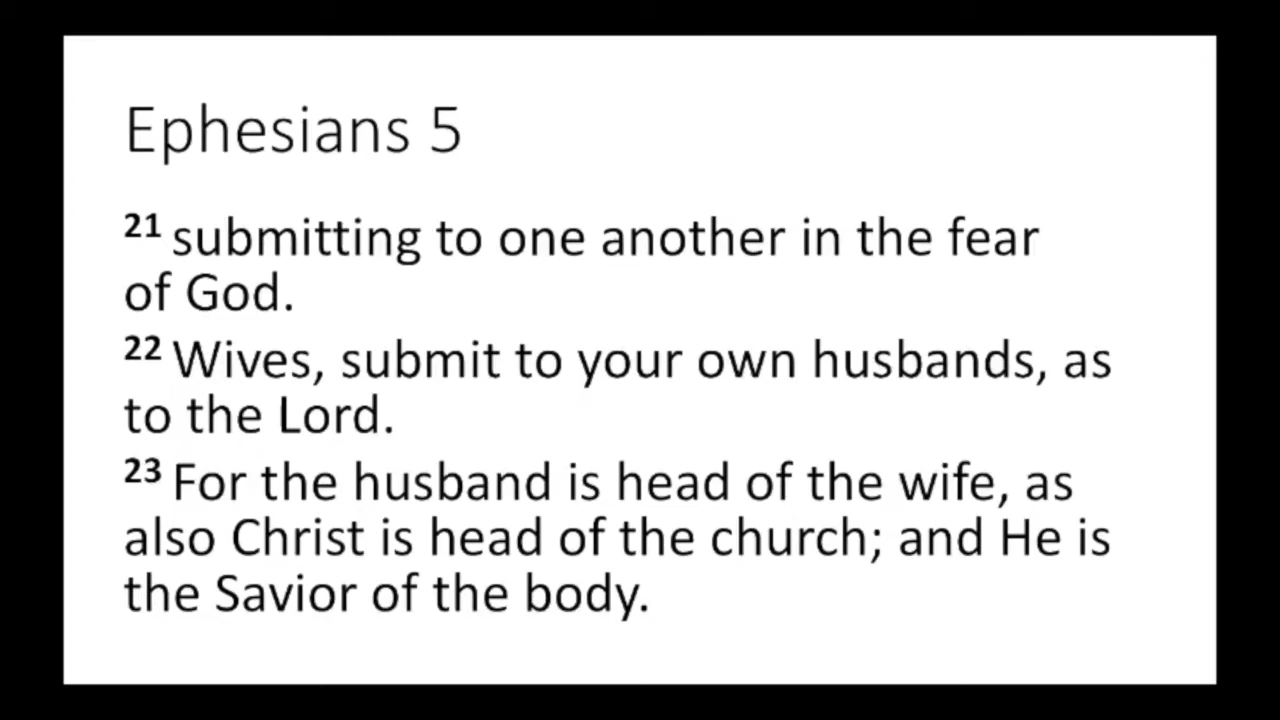 Ephesians 5
21 submitting to one another in the fear
of God.
22 Wives, submit to your own husbands, as
to the Lord.
23 For the husband is head of the wife, as
also Christ is head of the church; and He is
the Savior of the body.